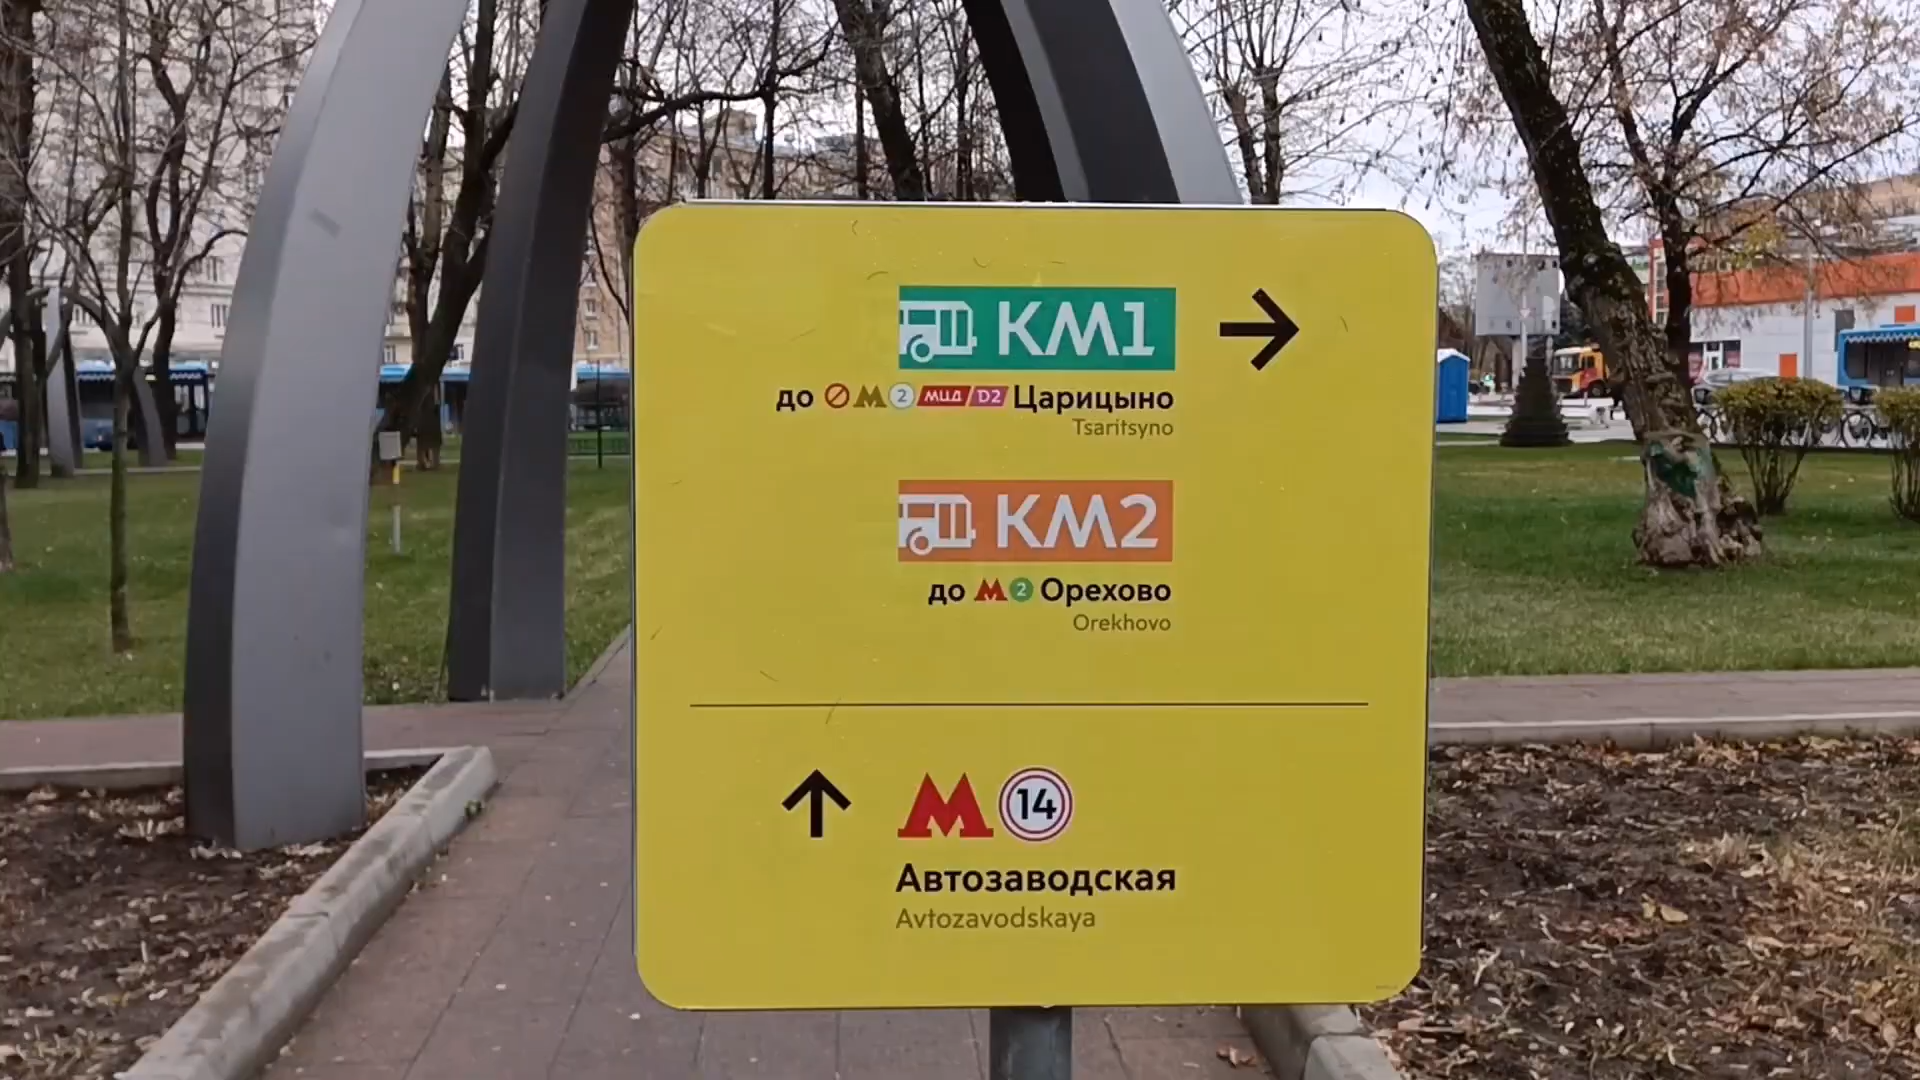 КМ1
до М 2 МЦД D2 Царицыно
Tsaritsyno
КМ2
до М 2 Орехово
Orekhovo
М 14
Автозаводская
Avtozavodskaya